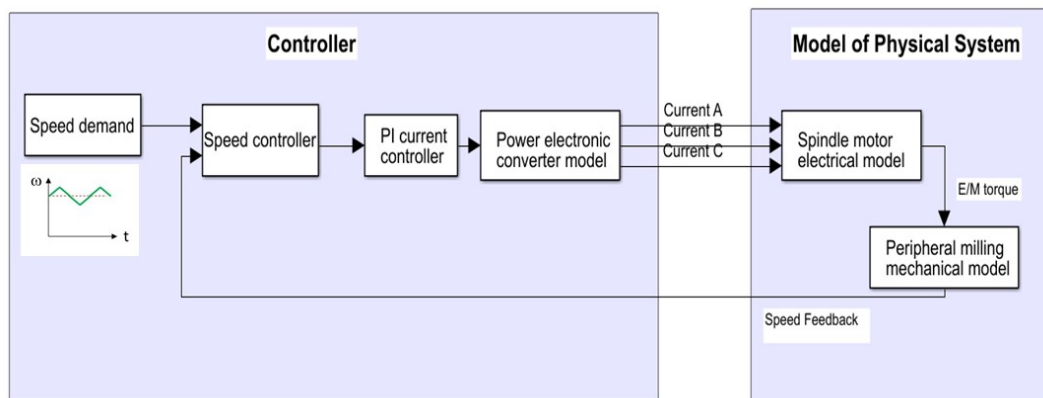 Controller
Model of Physical System
Speed demand
Speed controller
PI current
controller
Power electronic
converter model
Current A
Current B
Current C
Spindle motor
electrical model
E/M torque
Peripheral milling
mechanical model
Speed Feedback
ω
t